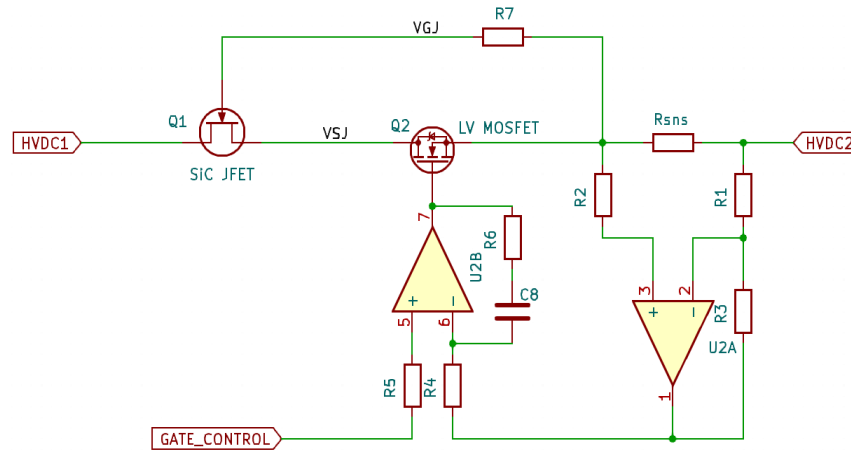 R7
VGJ
Q1
Q2
LV MOSFET
Rsns
HVDC1
VSJ
HVDC2
SiC JFET
R2
R1
7
R6
U2B
C8
+
−
3
2
R3
5
6
+
−
U2A
R5
R4
1
GATE_CONTROL